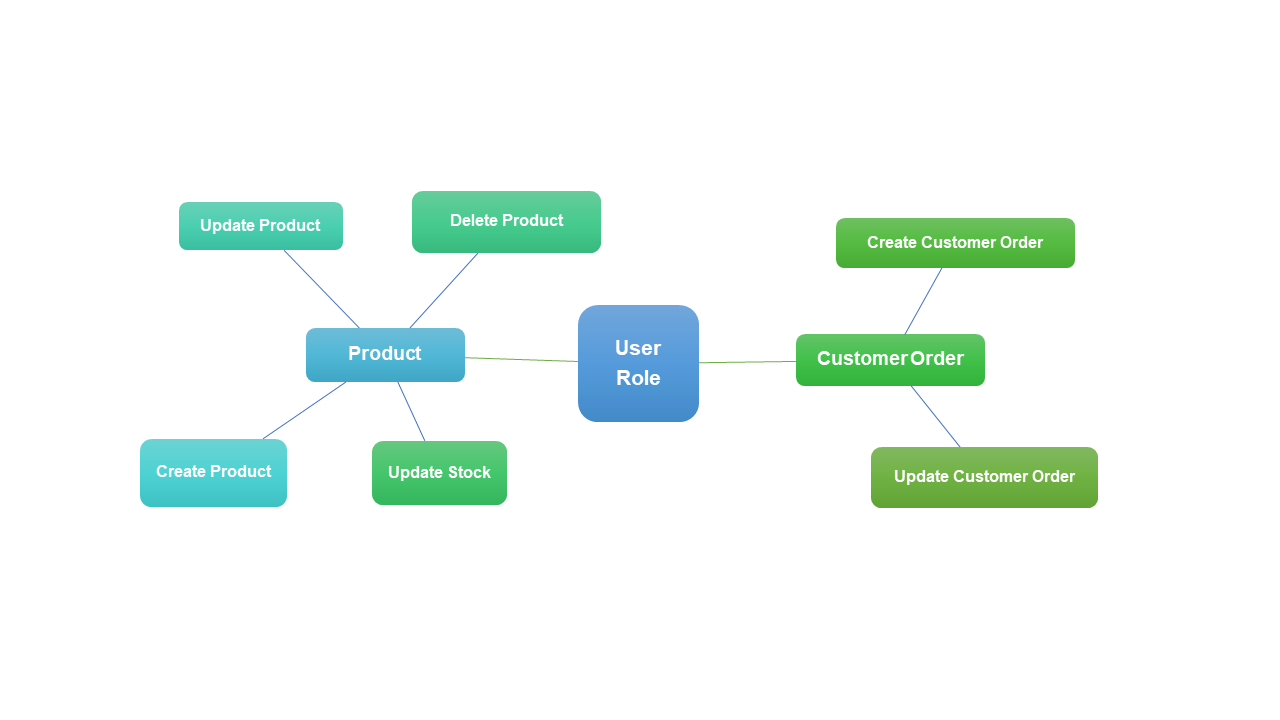 Update Product
Delete Product
Create Customer Order
User
Role
Product
Customer Order
Create Product
Update Stock
Update Customer Order